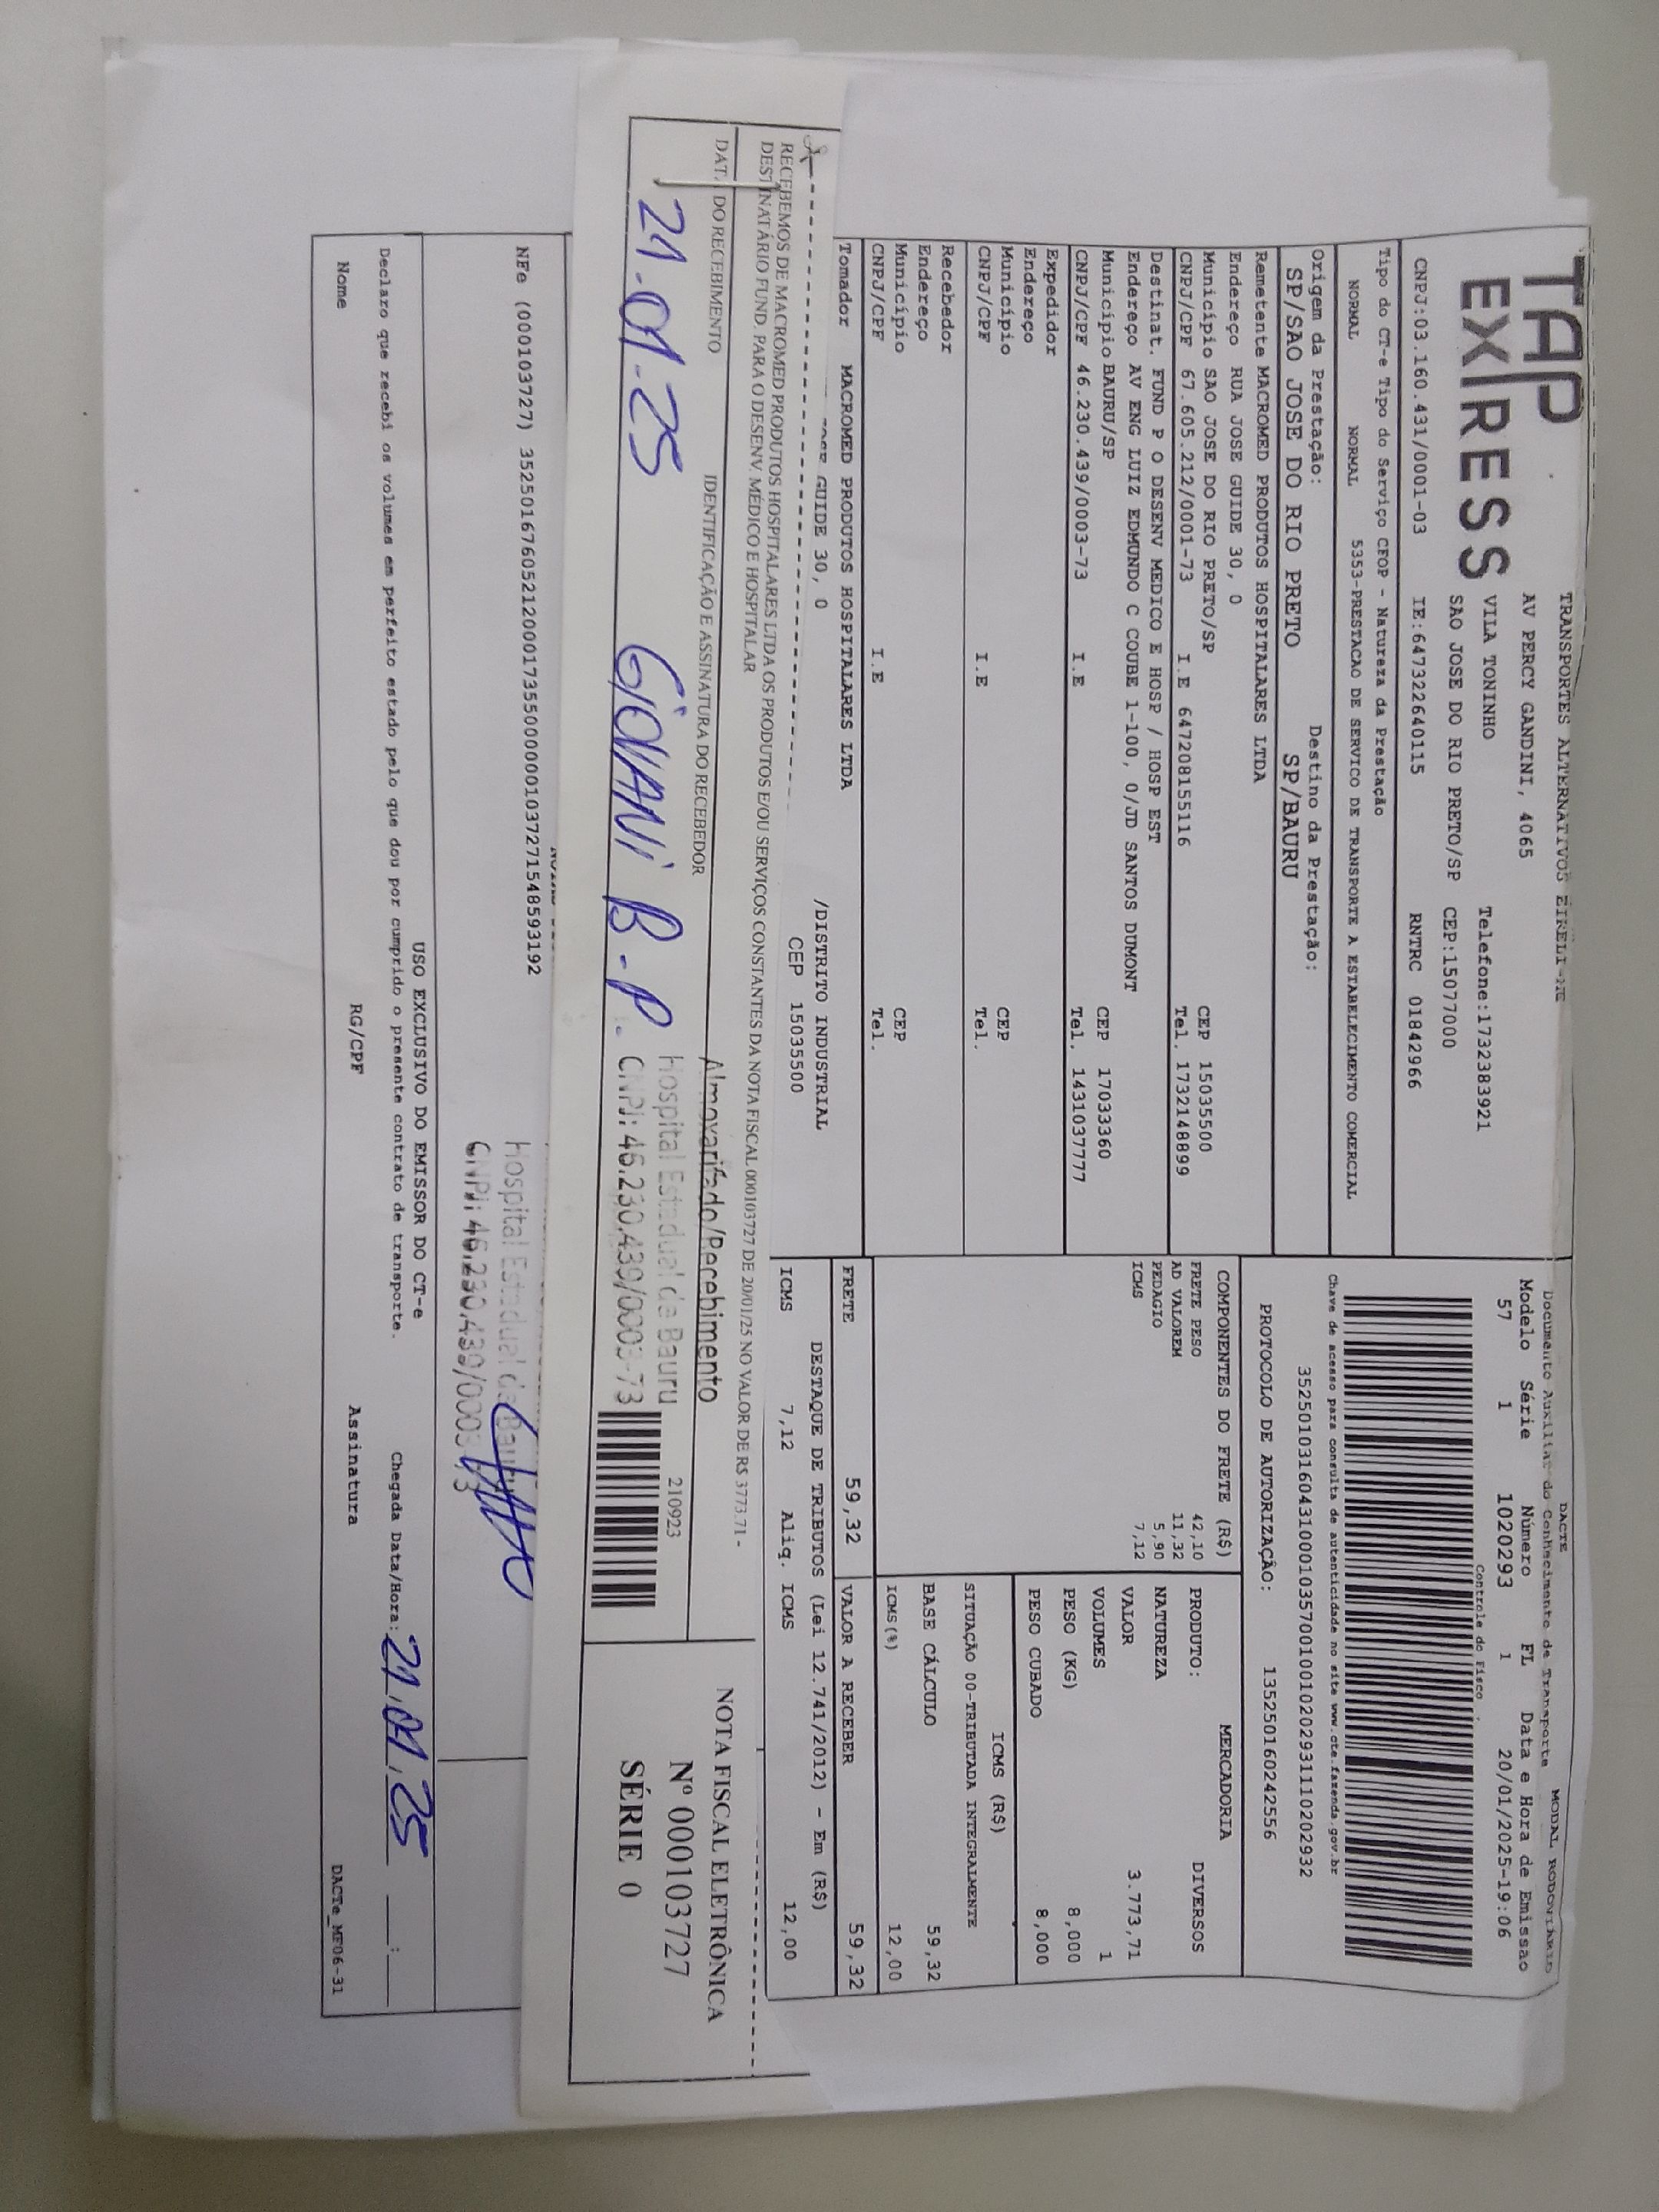 TAP
EXPRESS
TRANSPORTES ALTERNATIVOS EIRELI -ME
AV PERCY GANDINI, 4065
VILA TONINHO Telefone:1732383921
SAO JOSE DO RIO PRETO/SP CEP:15077000
CNPJ:03.160.431/0001-03 IE:647322640115 RNTRC 01842966
DACTE MODAL RODOVIÁRIO
Documento Auxiliar do Conhecimento de Transporte
Modelo Série Número FL Data e Hora de Emissao
57 1 1020293 1 20/01/2025-19:06
Controle do Fisco
Chave de acesso para consulta de autenticidade no site www.cte.fazenda.gov.br
35250103160431000103570010010202931110202932
PROTOCOLO DE AUTORIZAÇÃO: 135250160242556
Tipo do CT-e Tipo do Serviço CFOP - Natureza da Prestação
NORMAL NORMAL 5353-PRESTACAO DE SERVICO DE TRANSPORTE A ESTABELECIMENTO COMERCIAL
Origem da Prestação: Destino da Prestação:
SP/SAO JOSE DO RIO PRETO SP/BAURU
Remetente MACROMED PRODUTOS HOSPITALARES LTDA
Endereço RUA JOSE GUIDE 30, 0
Município SAO JOSE DO RIO PRETO/SP CEP 15035500
CNPJ/CPF 67.605.212/0001-73 I.E 647208155116 Tel. 1732148899
Destinat. FUND P O DESENV MEDICO E HOSP / HOSP EST
Endereço AV ENG LUIZ EDMUNDO C COUBE 1-100, 0/JD SANTOS DUMONT
Município BAURU/SP CEP 17033360
CNPJ/CPF 46.230.439/0003-73 I.E Tel. 1431037777
Expedidor
Endereço
Município CEP
CNPJ/CPF I.E Tel.
Recebedor
Endereço
Município CEP
CNPJ/CPF I.E Tel.
Tomador MACROMED PRODUTOS HOSPITALARES LTDA
GUIDE 30, 0 /DISTRITO INDUSTRIAL
CEP 15035500
COMPONENTES DO FRETE (R$)
FRETE PESO 42,10
AD VALOREM 11,32
PEDAGIO 5,90
ICMS 7,12
MERCADORIA
PRODUTO: DIVERSOS
NATUREZA
VALOR 3.773,71
VOLUMES 1
PESO (KG) 8,000
PESO CUBADO 8,000
ICMS (R$)
SITUAÇÃO 00-TRIBUTADA INTEGRALMENTE
BASE CÁLCULO 59,32
ICMS(%) 12,00
FRETE 59,32 VALOR A RECEBER 59,32
DESTAQUE DE TRIBUTOS (Lei 12.741/2012) - Em (R$)
ICMS 7,12 Aliq. ICMS 12,00
RECEBEMOS DE MACROMED PRODUTOS HOSPITALARES LTDA OS PRODUTOS E/OU SERVIÇOS CONSTANTES DA NOTA FISCAL 000103727 DE 20/01/25 NO VALOR DE R$ 3773.71 -
DESTINATÁRIO FUND. PARA O DESENV. MÉDICO E HOSPITALAR
DATA DO RECEBIMENTO IDENTIFICAÇÃO E ASSINATURA DO RECEBEDOR
21.01.25 GIOVANI B.P.
Almoxarifado/Recebimento
Hospital Estadual de Bauru
CNPJ: 46.230.439/0003-73
210923
NOTA FISCAL ELETRÔNICA
Nº 000103727
SÉRIE 0
NFe (000103727) 35250167605212000173550000001037271548593192
Hospital Estadual de Bauru
CNPJ: 46.230.439/0003-73
USO EXCLUSIVO DO EMISSOR DO CT-e
Declaro que recebi os volumes em perfeito estado pelo que dou por cumprido o presente contrato de transporte. Chegada Data/Hora: 21,01,25 :
Nome RG/CPF Assinatura
DACTe_MF06-31